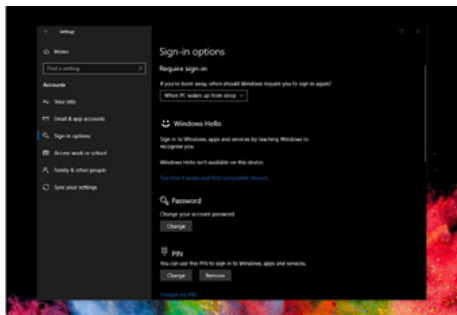 Settings
Home
Find a setting
Accounts
Your info
Email & app accounts
Sign-in options
Access work or school
Family & other people
Sync your settings
Sign-in options
Require sign-in
If you've been away, when should Windows require you to sign in again?
When PC wakes up from sleep
Windows Hello
Sign in to Windows, apps and services by teaching Windows to
recognise you.
Windows Hello isn't available on this device.
See how it works and find compatible devices.
Password
Change your account password
Change
PIN
You can use this PIN to sign in to Windows, apps and services.
Change Remove
I forgot my PIN